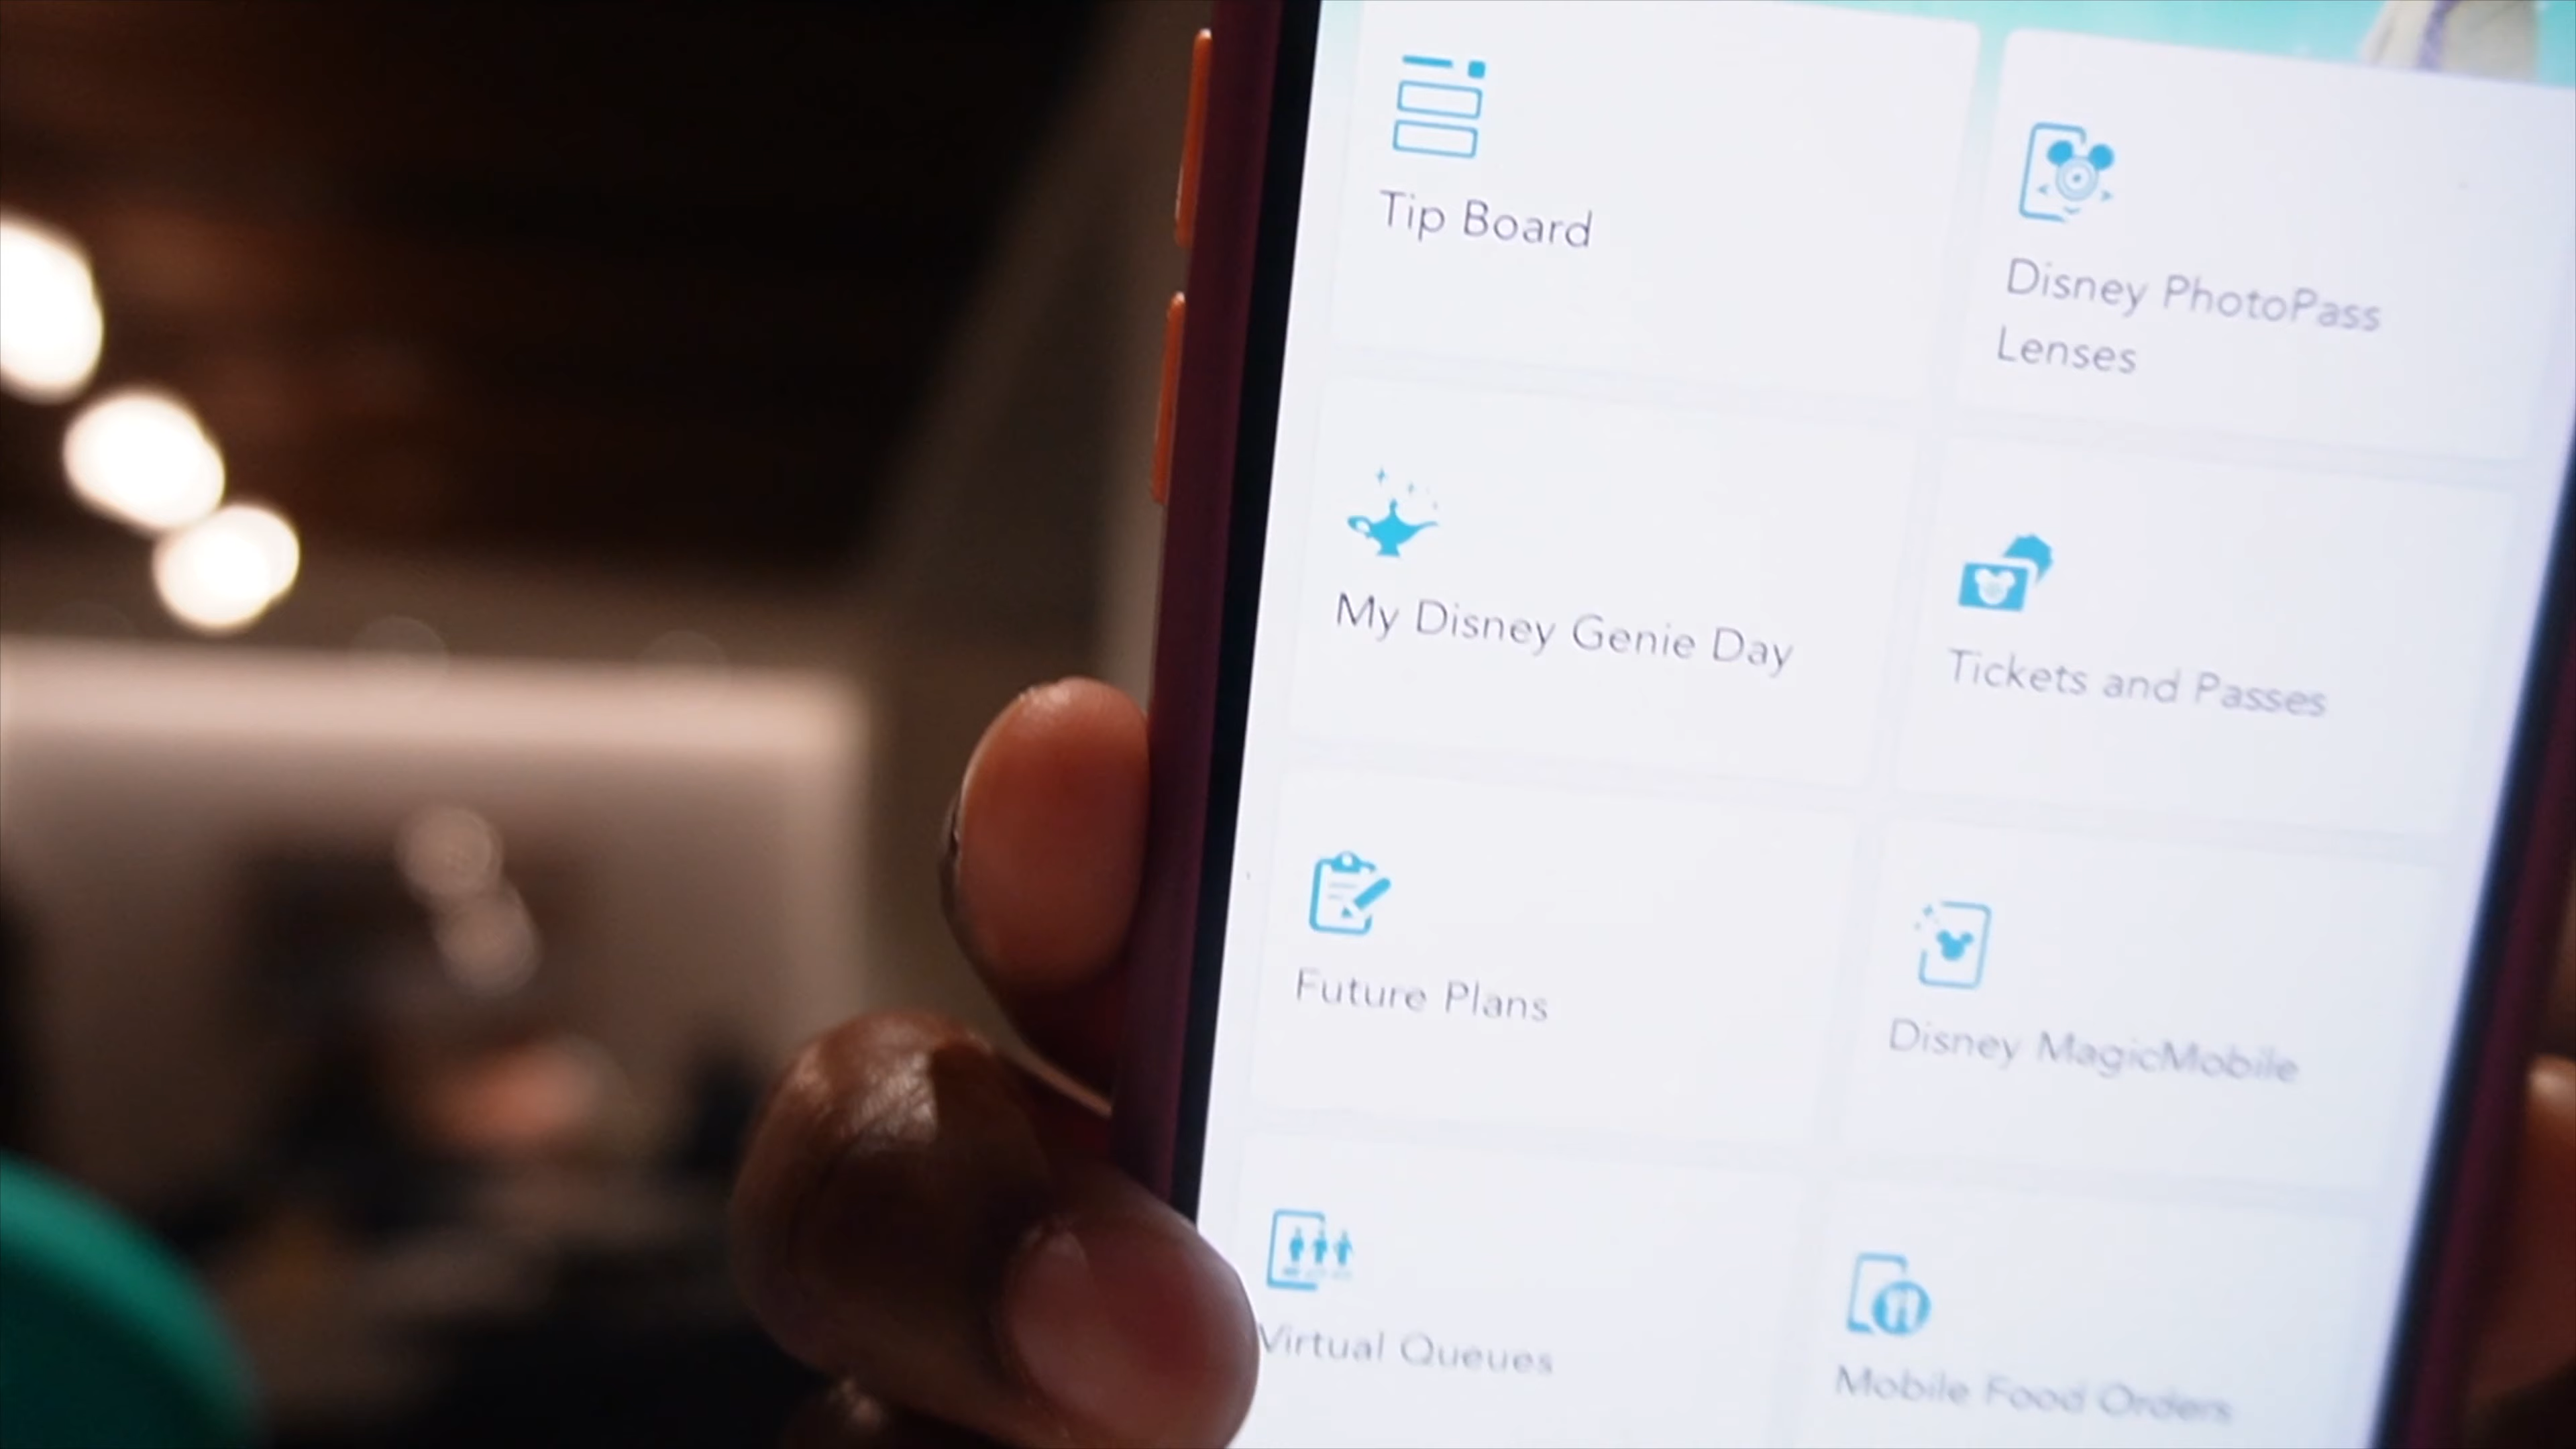 Tip Board
Disney PhotoPass
Lenses
My Disney Genie Day
Tickets and Passes
Future Plans
Disney MagicMobile
Virtual Queues
Mobile Food Orders